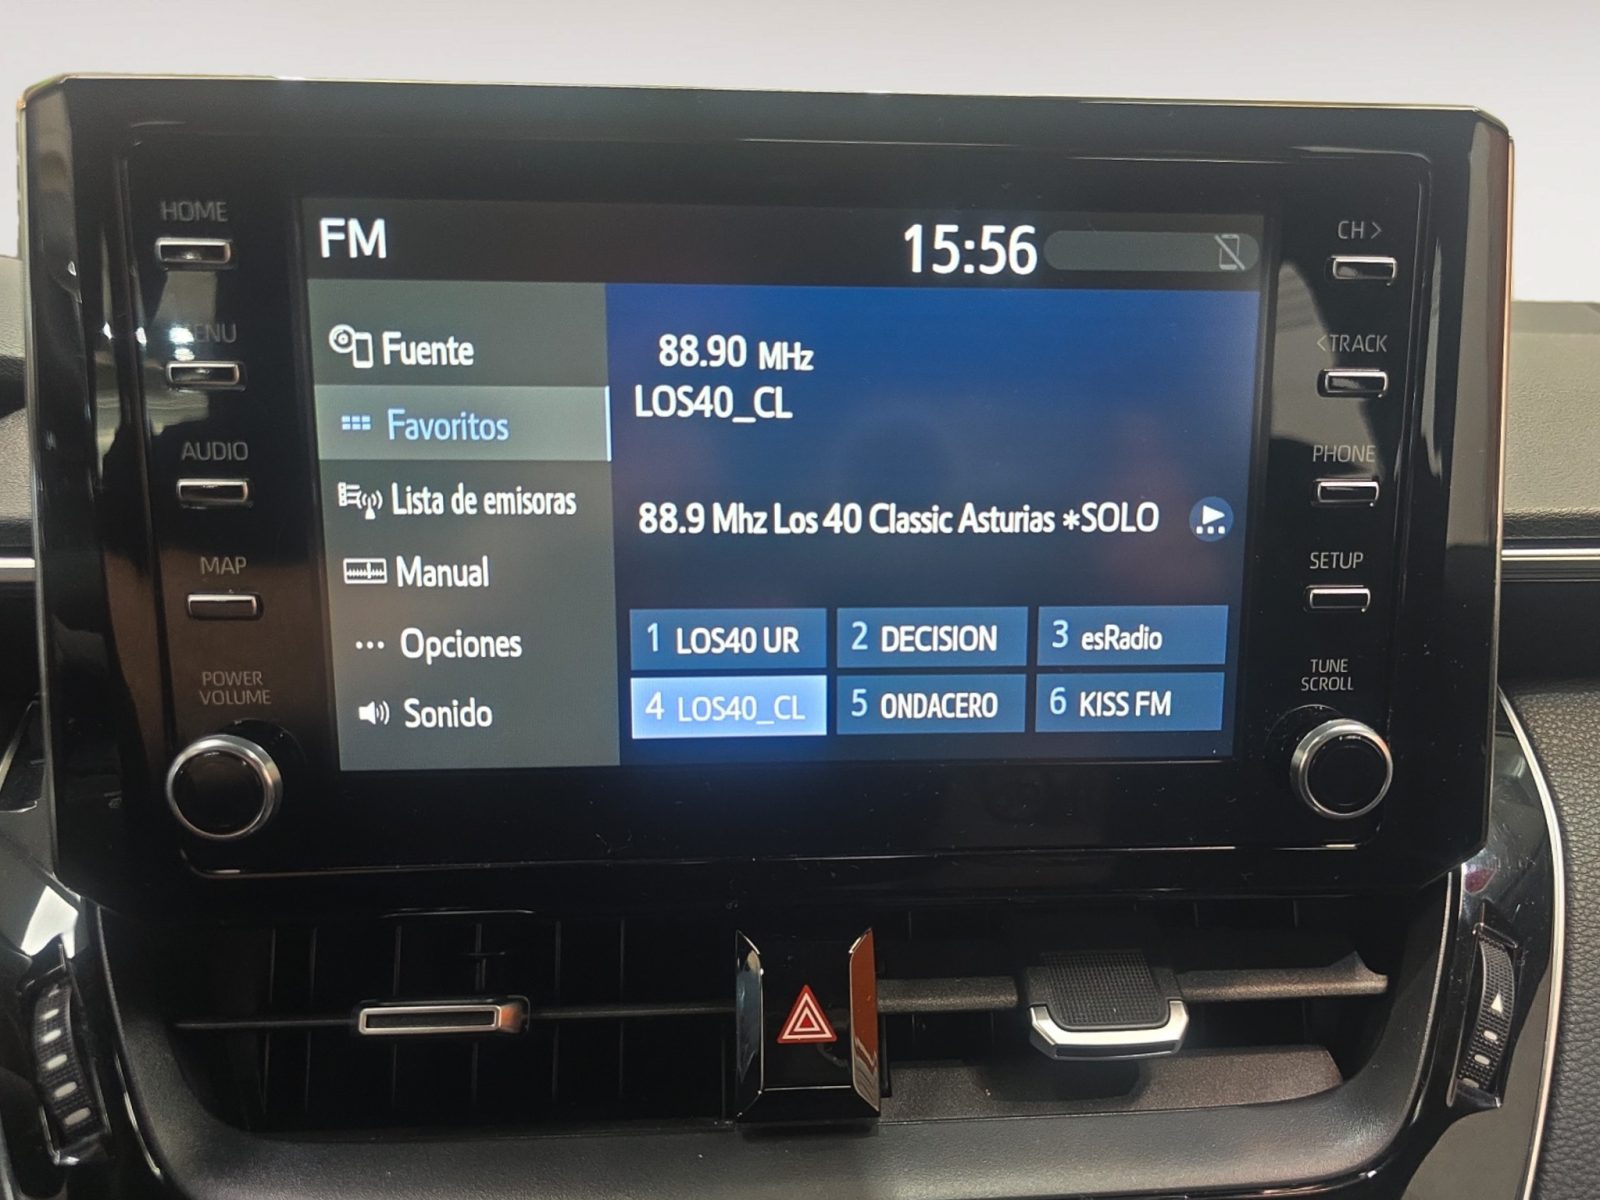 HOME
MENU
AUDIO
MAP
POWER
VOLUME
FM
15:56
Fuente
Favoritos
Lista de emisoras
Manual
Opciones
Sonido
88.90 MHz
LOS40_CL
88.9 Mhz Los 40 Classic Asturias *SOLO
1 LOS40 UR
2 DECISION
3 esRadio
4 LOS40_CL
5 ONDACERO
6 KISS FM
CH >
< TRACK
PHONE
SETUP
TUNE
SCROLL